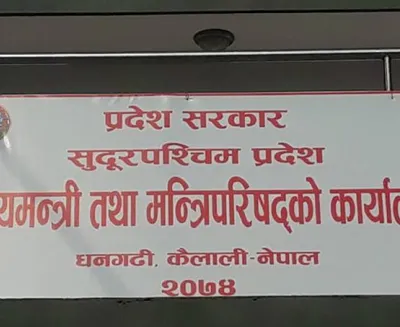 प्रदेश सरकार
सुदूरपश्चिम प्रदेश
यमन्त्री तथा मन्त्रिपरिषद्को कार्याल
धनगढी, कैलाली-नेपाल
२०७४